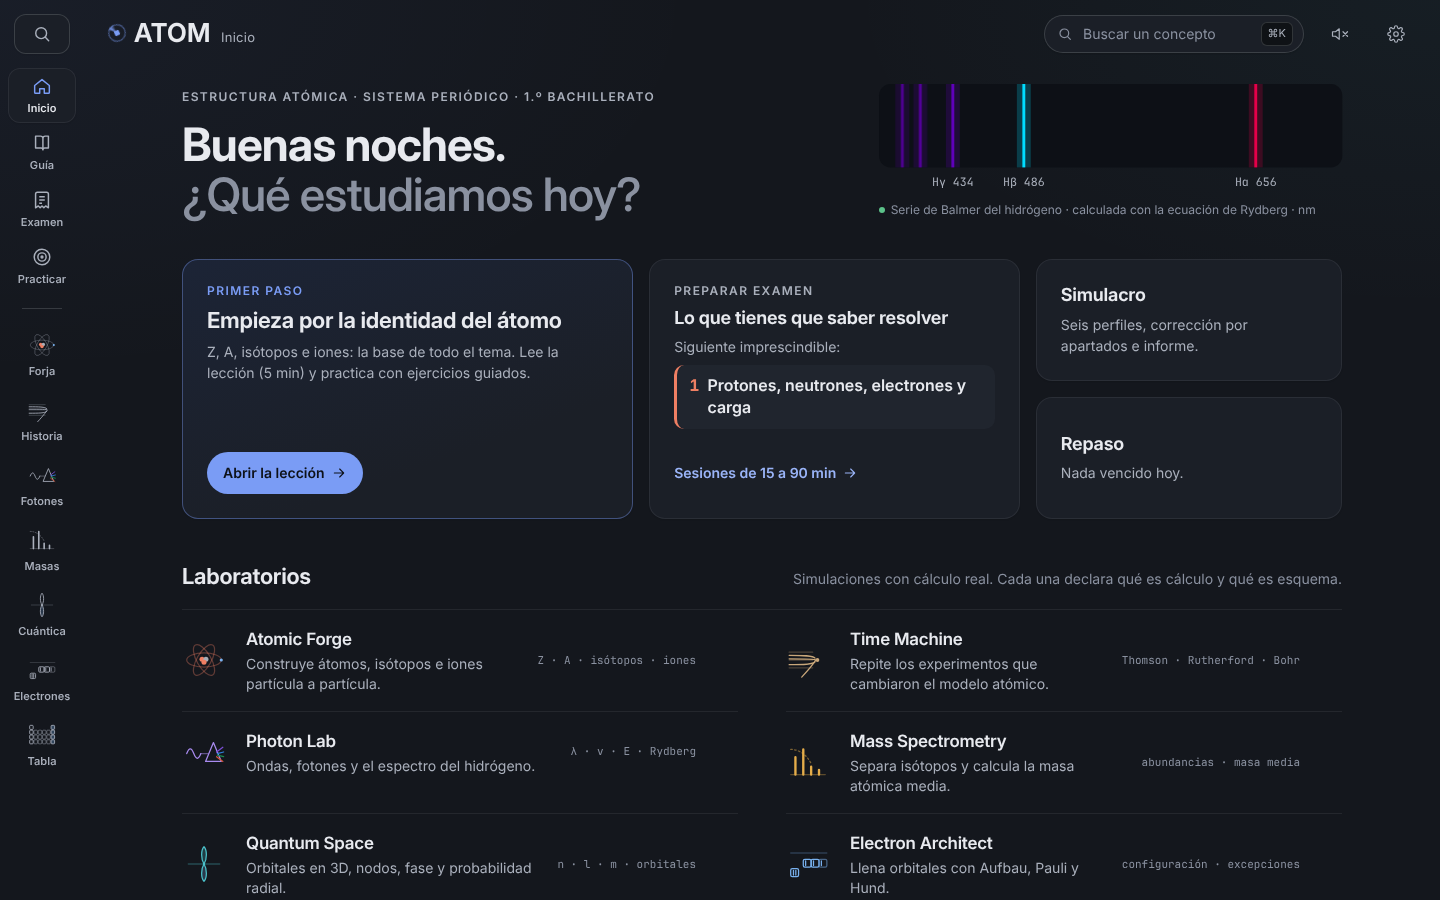 ATOM Inicio
Buscar un concepto ⌘K
Inicio
Guía
Examen
Practicar
Forja
Historia
Fotones
Masas
Cuántica
Electrones
Tabla
ESTRUCTURA ATÓMICA · SISTEMA PERIÓDICO · 1.º BACHILLERATO
Buenas noches.
¿Qué estudiamos hoy?
Hγ 434 Hβ 486 Hα 656
Serie de Balmer del hidrógeno · calculada con la ecuación de Rydberg · nm
PRIMER PASO
Empieza por la identidad del átomo
Z, A, isótopos e iones: la base de todo el tema. Lee la
lección (5 min) y practica con ejercicios guiados.
Abrir la lección →
PREPARAR EXAMEN
Lo que tienes que saber resolver
Siguiente imprescindible:
1 Protones, neutrones, electrones y
carga
Sesiones de 15 a 90 min →
Simulacro
Seis perfiles, corrección por
apartados e informe.
Repaso
Nada vencido hoy.
Laboratorios
Simulaciones con cálculo real. Cada una declara qué es cálculo y qué es esquema.
Atomic Forge
Construye átomos, isótopos e iones
partícula a partícula.
Z · A · isótopos · iones
Time Machine
Repite los experimentos que
cambiaron el modelo atómico.
Thomson · Rutherford · Bohr
Photon Lab
Ondas, fotones y el espectro del hidrógeno.
λ · ν · E · Rydberg
Mass Spectrometry
Separa isótopos y calcula la masa
atómica media.
abundancias · masa media
Quantum Space
Orbitales en 3D, nodos, fase y probabilidad
radial.
n · l · m · orbitales
Electron Architect
Llena orbitales con Aufbau, Pauli y
Hund.
configuración · excepciones